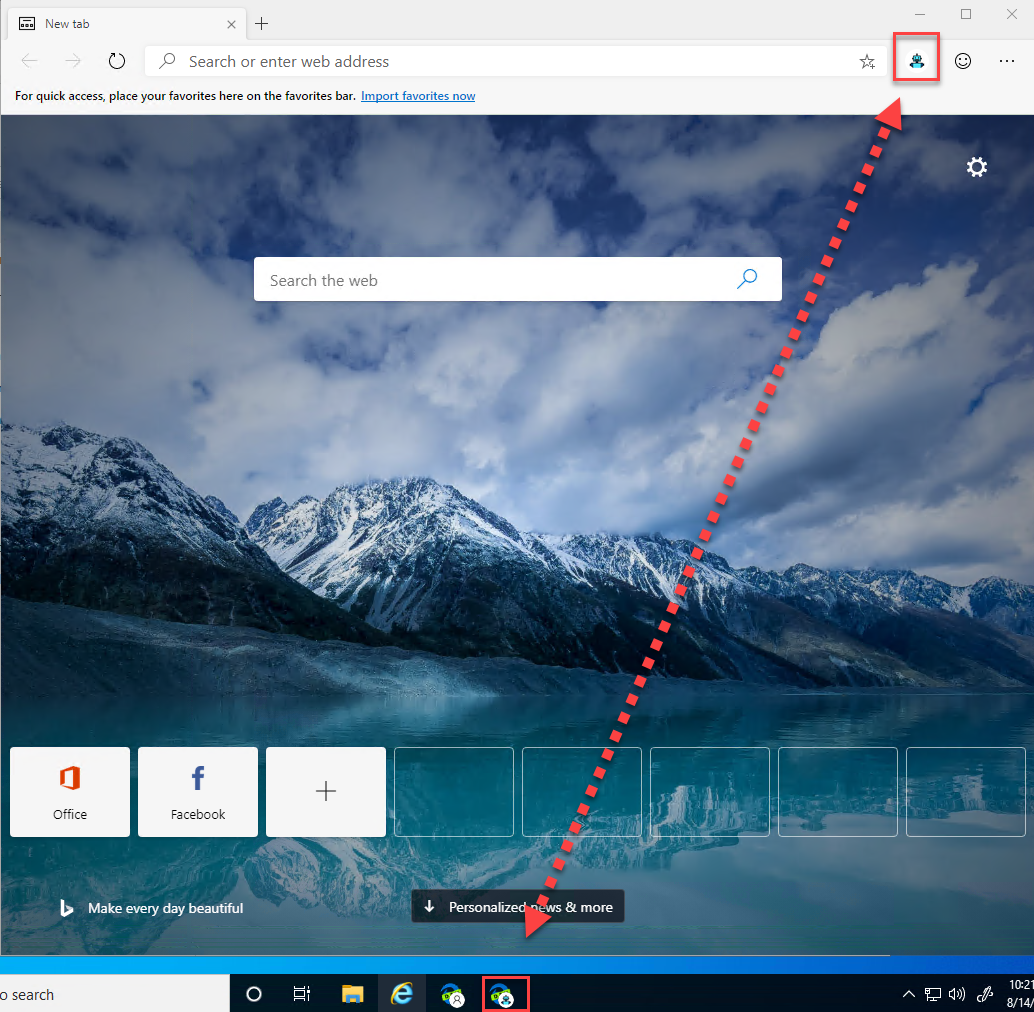 New tab
Search or enter web address
For quick access, place your favorites here on the favorites bar. Import favorites now
Search the web
Office
Facebook
Make every day beautiful
Personalized news & more
o search
10:21
8/14/